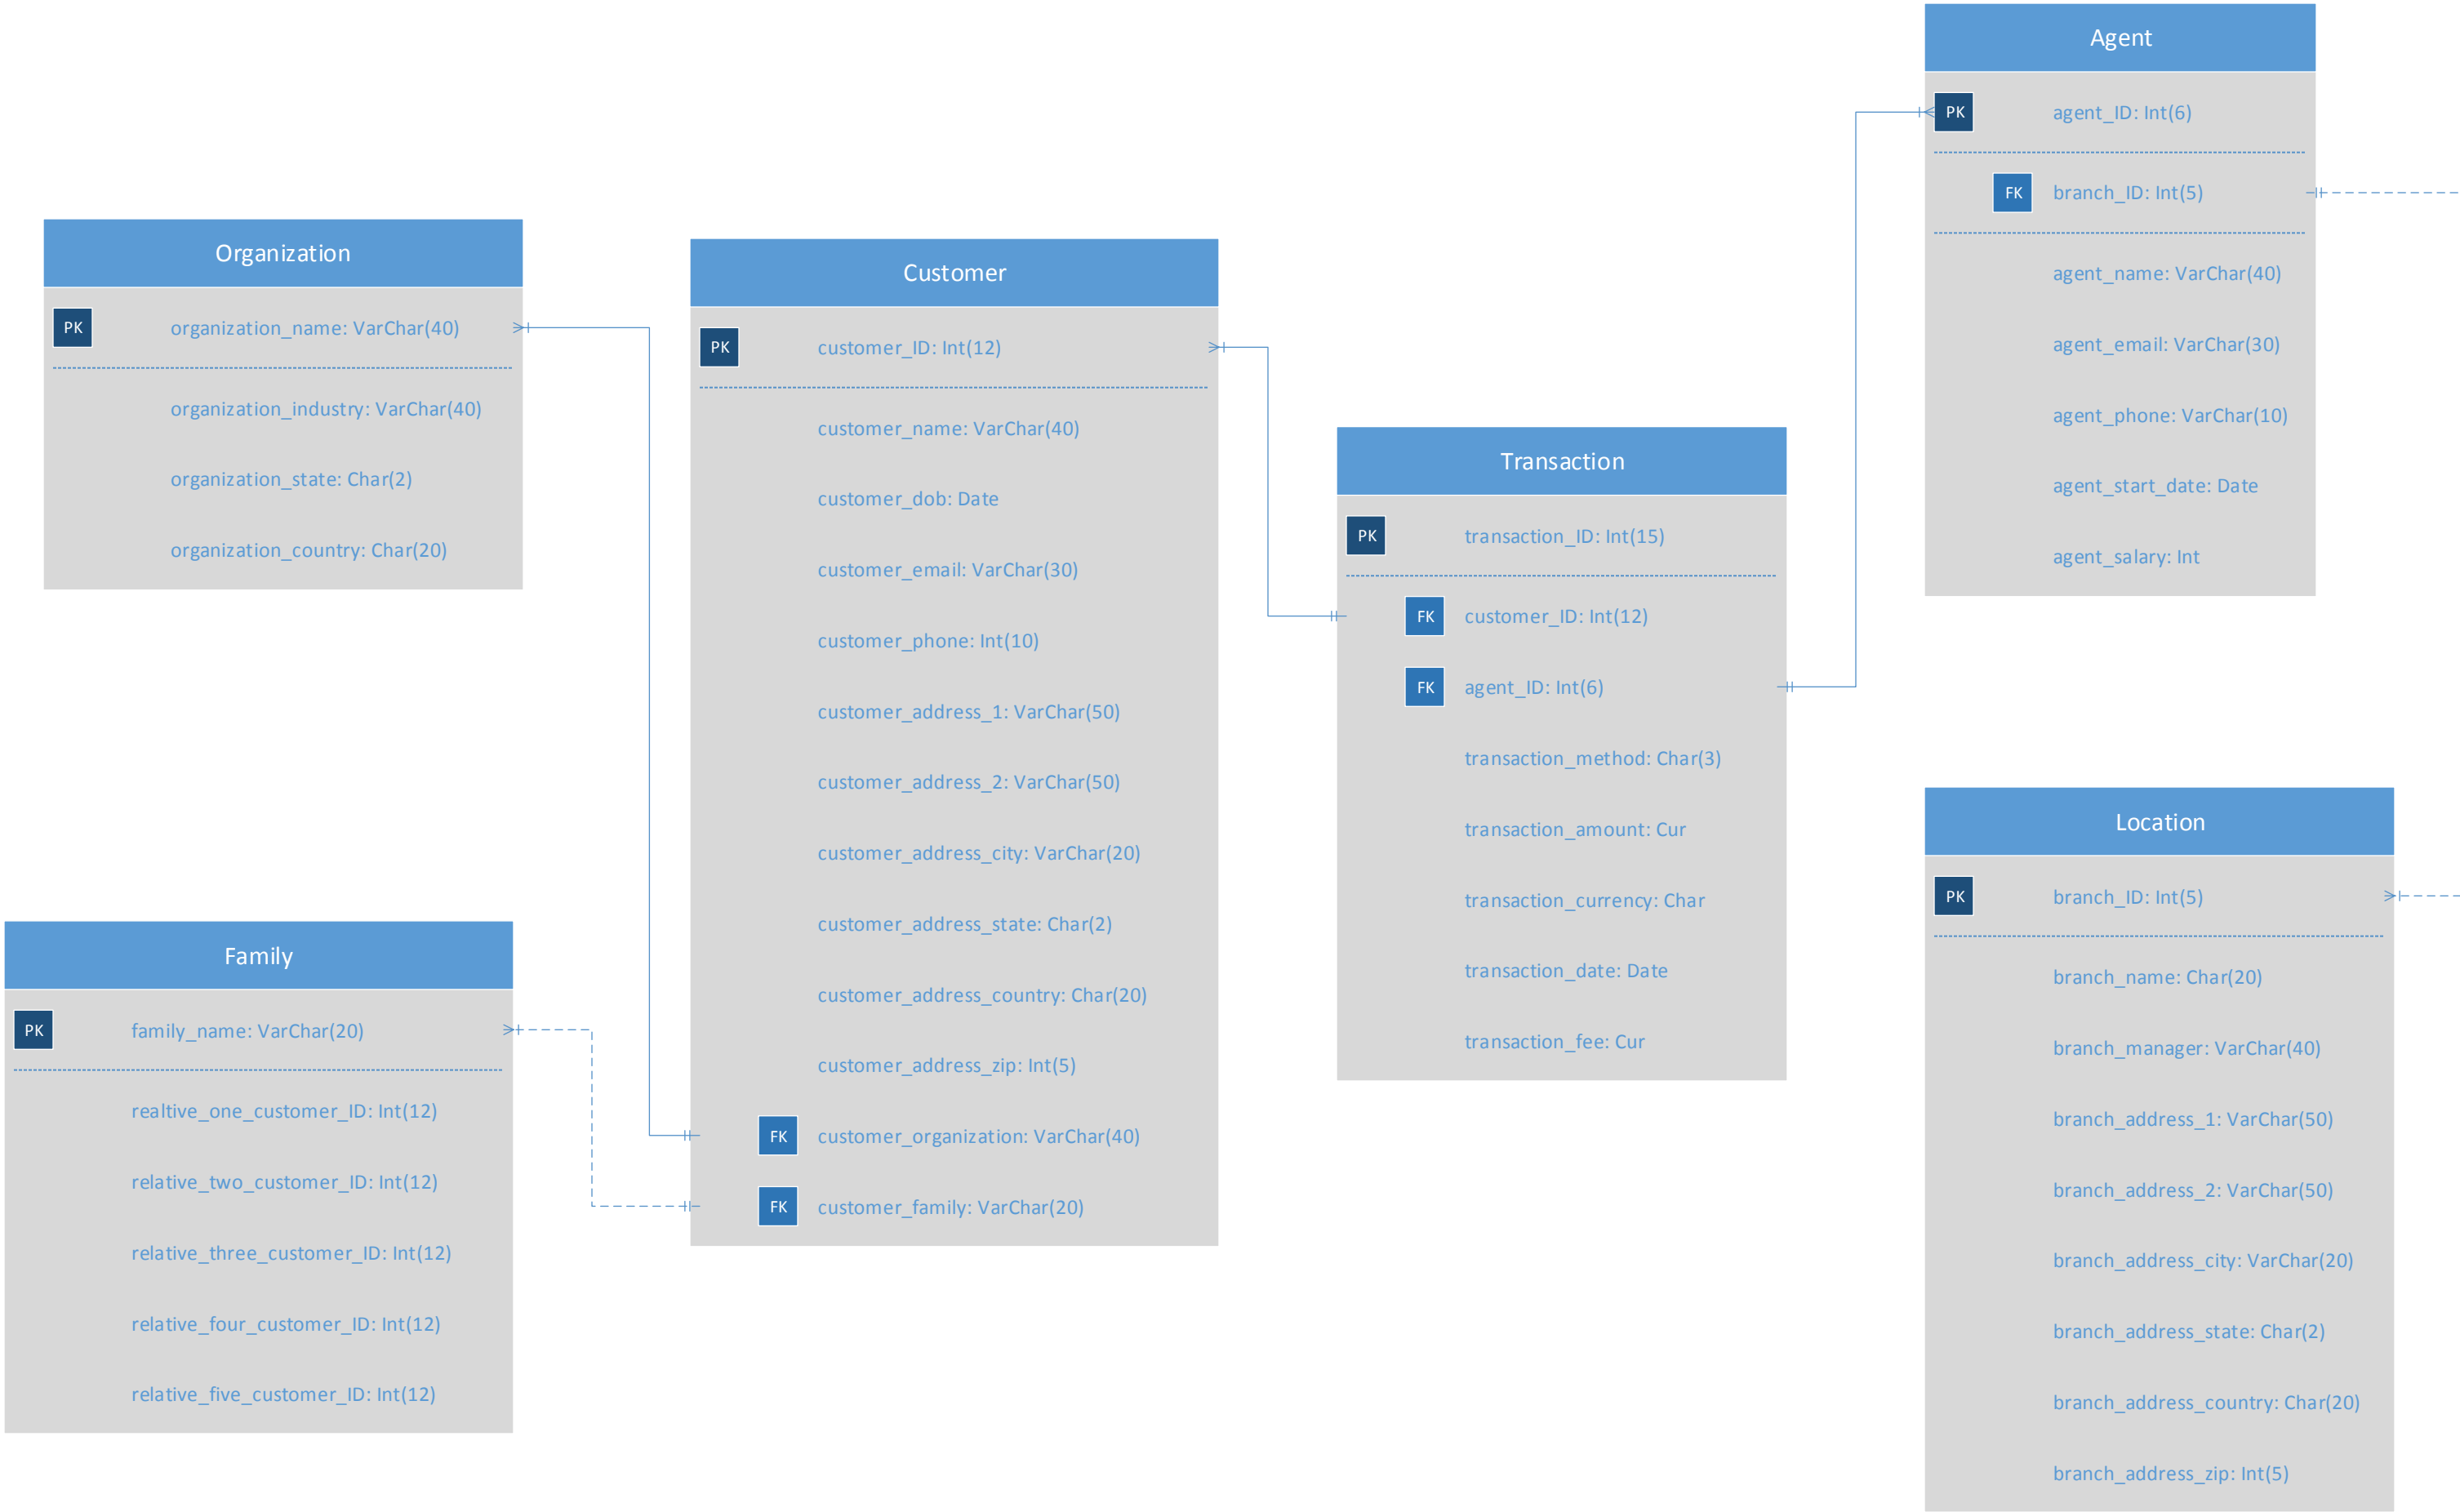 Organization
PK organization_name: VarChar(40)
organization_industry: VarChar(40)
organization_state: Char(2)
organization_country: Char(20)
Family
PK family_name: VarChar(20)
realtive_one_customer_ID: Int(12)
relative_two_customer_ID: Int(12)
relative_three_customer_ID: Int(12)
relative_four_customer_ID: Int(12)
relative_five_customer_ID: Int(12)
Customer
PK customer_ID: Int(12)
customer_name: VarChar(40)
customer_dob: Date
customer_email: VarChar(30)
customer_phone: Int(10)
customer_address_1: VarChar(50)
customer_address_2: VarChar(50)
customer_address_city: VarChar(20)
customer_address_state: Char(2)
customer_address_country: Char(20)
customer_address_zip: Int(5)
FK customer_organization: VarChar(40)
FK customer_family: VarChar(20)
Transaction
PK transaction_ID: Int(15)
FK customer_ID: Int(12)
FK agent_ID: Int(6)
transaction_method: Char(3)
transaction_amount: Cur
transaction_currency: Char
transaction_date: Date
transaction_fee: Cur
Agent
PK agent_ID: Int(6)
FK branch_ID: Int(5)
agent_name: VarChar(40)
agent_email: VarChar(30)
agent_phone: VarChar(10)
agent_start_date: Date
agent_salary: Int
Location
PK branch_ID: Int(5)
branch_name: Char(20)
branch_manager: VarChar(40)
branch_address_1: VarChar(50)
branch_address_2: VarChar(50)
branch_address_city: VarChar(20)
branch_address_state: Char(2)
branch_address_country: Char(20)
branch_address_zip: Int(5)